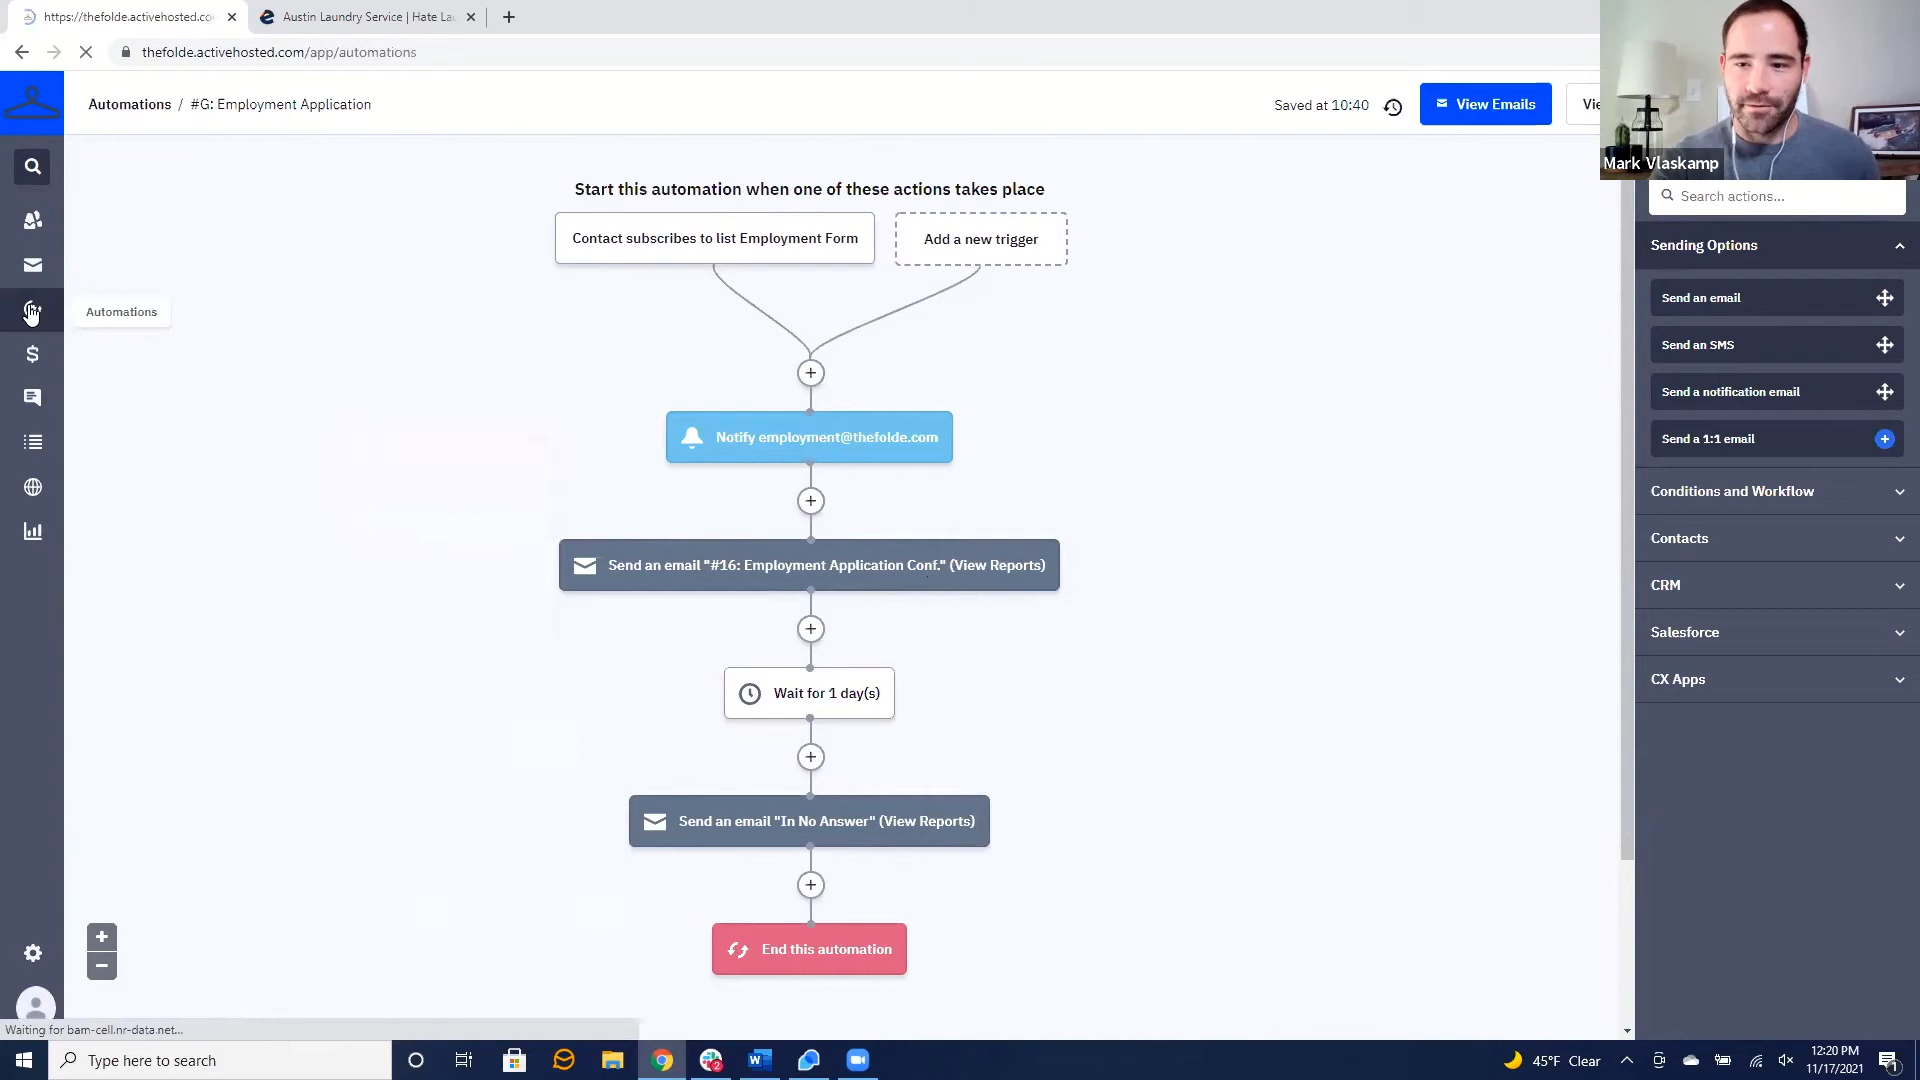 https://thefolde.activehosted.co
Austin Laundry Service | Hate La
thefolde.activehosted.com/app/automations
Automations / #G: Employment Application
Saved at 10:40
View Emails
Mark Vlaskamp
Start this automation when one of these actions takes place
Contact subscribes to list Employment Form
Add a new trigger
Automations
Notify employment@thefolde.com
Send an email "#16: Employment Application Conf." (View Reports)
Wait for 1 day(s)
Send an email "In No Answer" (View Reports)
End this automation
Search actions...
Sending Options
Send an email
Send an SMS
Send a notification email
Send a 1:1 email
Conditions and Workflow
Contacts
CRM
Salesforce
CX Apps
Waiting for bam-cell.nr-data.net...
Type here to search
2
45°F Clear
12:20 PM
11/17/2021
1